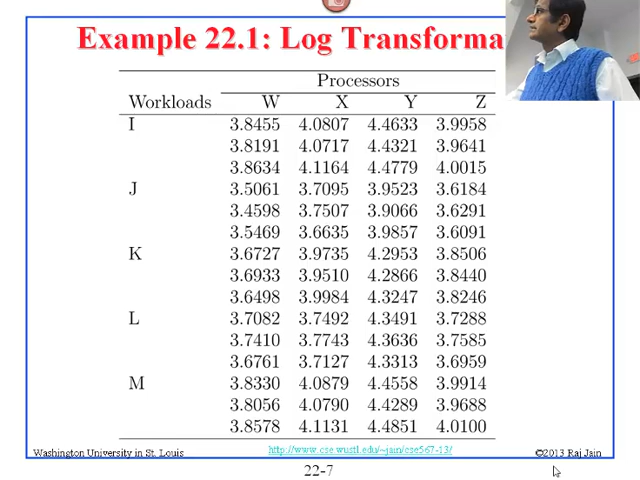 Example 22.1: Log Transforma
Processors
Workloads W X Y Z
I 3.8455 4.0807 4.4633 3.9958
3.8191 4.0717 4.4321 3.9641
3.8634 4.1164 4.4779 4.0015
J 3.5061 3.7095 3.9523 3.6184
3.4598 3.7507 3.9066 3.6291
3.5469 3.6635 3.9857 3.6091
K 3.6727 3.9735 4.2953 3.8506
3.6933 3.9510 4.2866 3.8440
3.6498 3.9984 4.3247 3.8246
L 3.7082 3.7492 4.3491 3.7288
3.7410 3.7743 4.3636 3.7585
3.6761 3.7127 4.3313 3.6959
M 3.8330 4.0879 4.4558 3.9914
3.8056 4.0790 4.4289 3.9688
3.8578 4.1131 4.4851 4.0100
Washington University in St. Louis http://www.cse.wustl.edu/~jain/cse567-13/ ©2013 Raj Jain
22-7